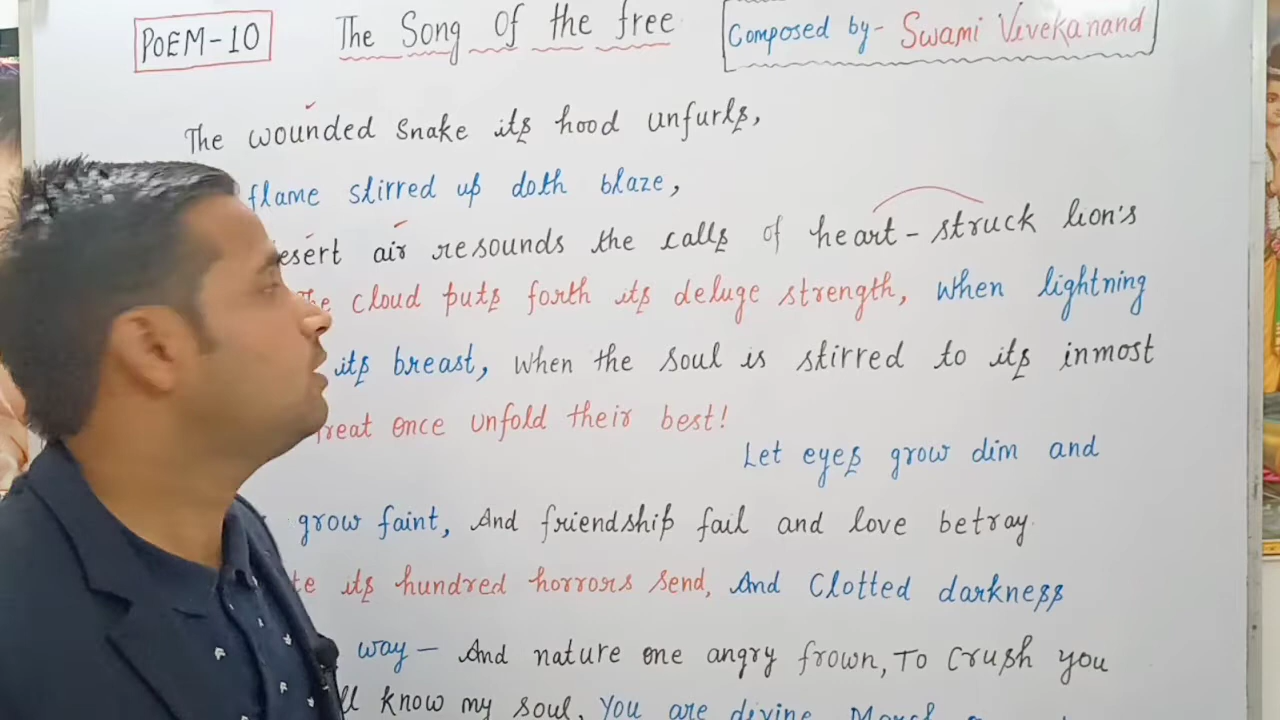 POEM-10 The Song Of the free Composed by- Swami Vivekanand
The wounded snake its hood unfurls,
flame stirred up doth blaze,
air resounds the calls of heart-struck lion's
cloud puts forth its deluge strength, When lightning
its breast, When the soul is stirred to its inmost
once unfold their best!
Let eyes grow dim and
grow faint, And friendship fail and love betray
its hundred horrors send, And Clotted darkness
way— And nature one angry frown, To Crush you
know my soul, You are divine